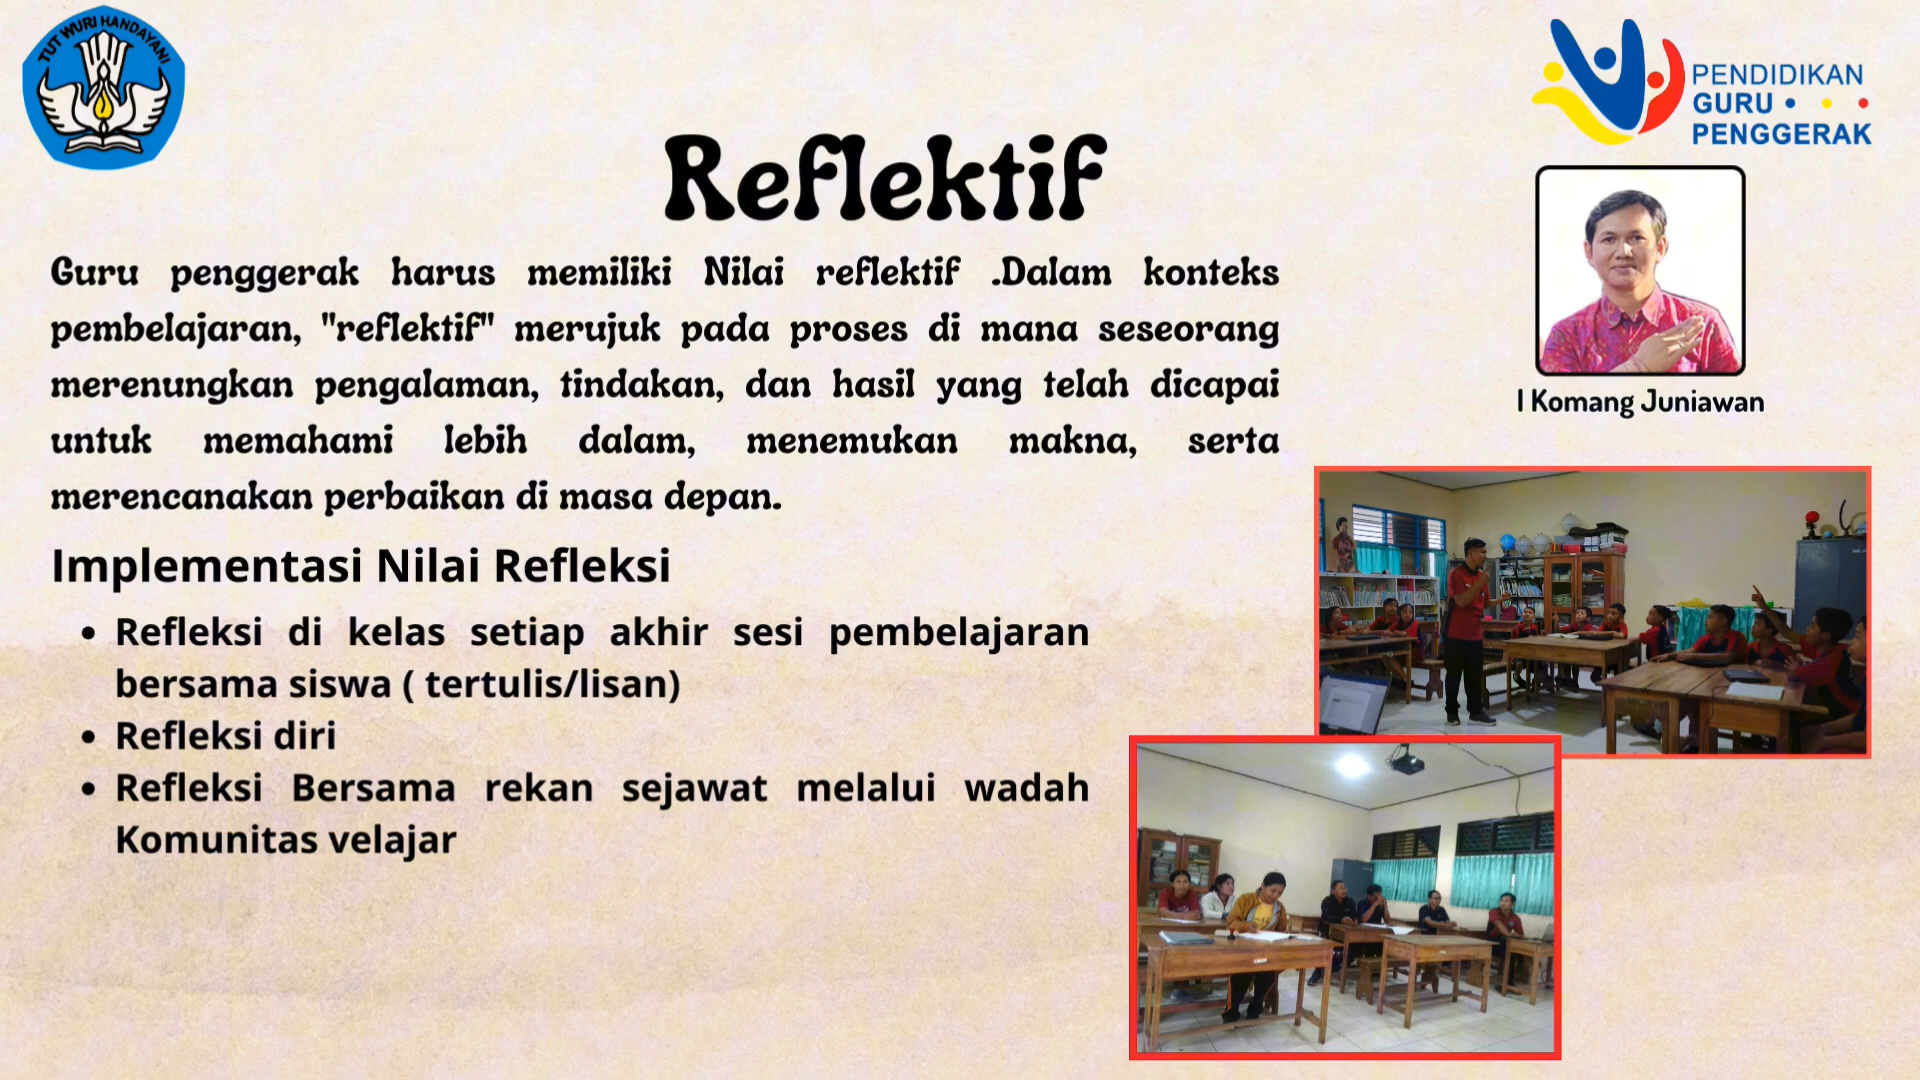 TUT WURI HANDAYANI
PENDIDIKAN
GURU
PENGGERAK
Reflektif
Guru penggerak harus memiliki Nilai reflektif .Dalam konteks
pembelajaran, "reflektif" merujuk pada proses di mana seseorang
merenungkan pengalaman, tindakan, dan hasil yang telah dicapai
untuk memahami lebih dalam, menemukan makna, serta
merencanakan perbaikan di masa depan.
I Komang Juniawan
Implementasi Nilai Refleksi
• Refleksi di kelas setiap akhir sesi pembelajaran
bersama siswa ( tertulis/lisan)
• Refleksi diri
• Refleksi Bersama rekan sejawat melalui wadah
Komunitas velajar